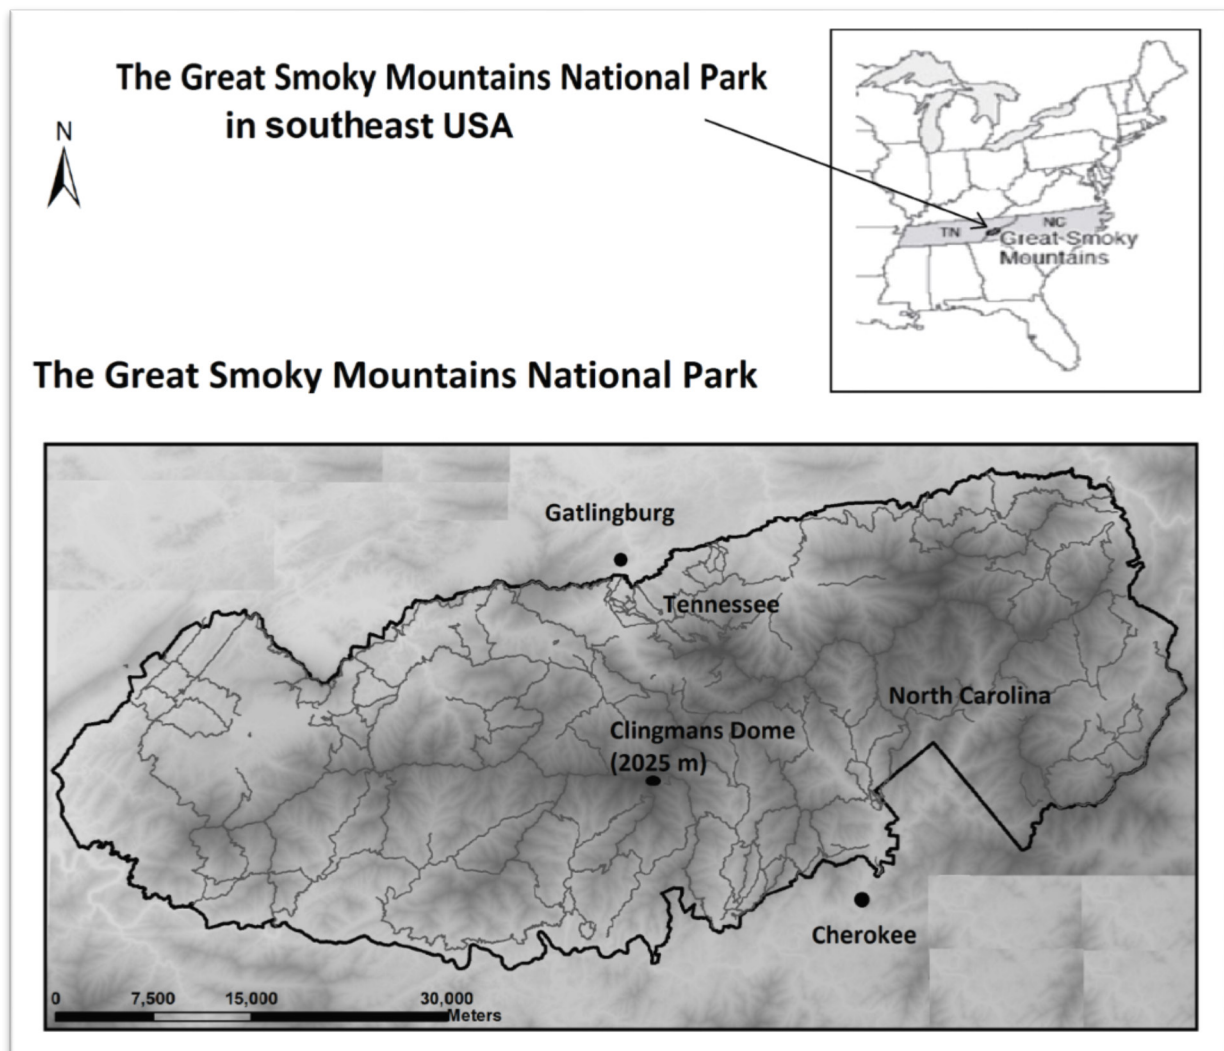 The Great Smoky Mountains National Park
in southeast USA
N
TN
NC
Great-Smoky
Mountains
The Great Smoky Mountains National Park
Gatlingburg
Tennessee
North Carolina
Clingmans Dome
(2025 m)
Cherokee
0 7,500 15,000 30,000
Meters